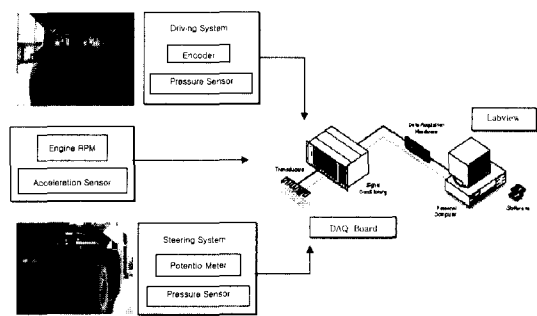 Driving System
Encoder
Pressure Sensor
Engine RPM
Acceleration Sensor
Steering System
Potentio Meter
Pressure Sensor
Transducers
Signal
Conditioning
Data Acquisition
Hardware
Labview
Personal
Computer
Software
DAQ Board